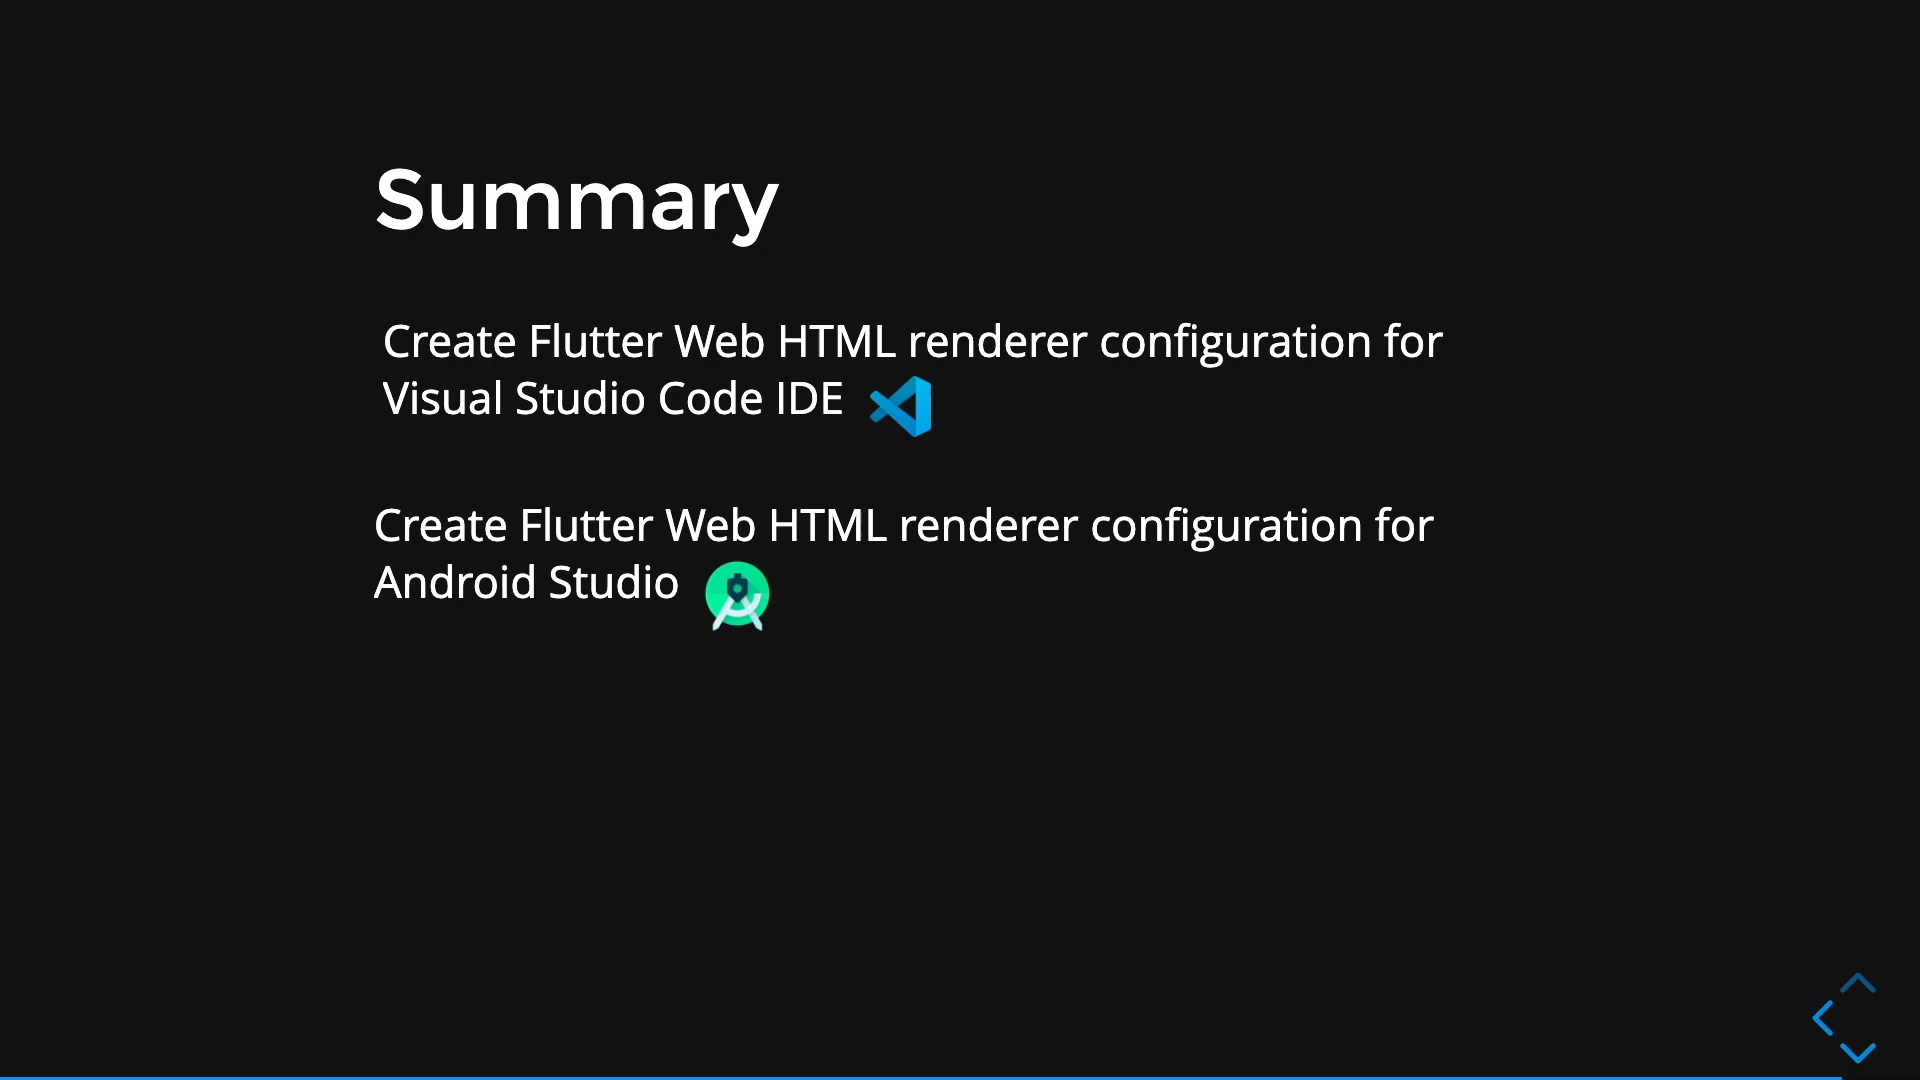 Summary
Create Flutter Web HTML renderer configuration for
Visual Studio Code IDE
Create Flutter Web HTML renderer configuration for
Android Studio